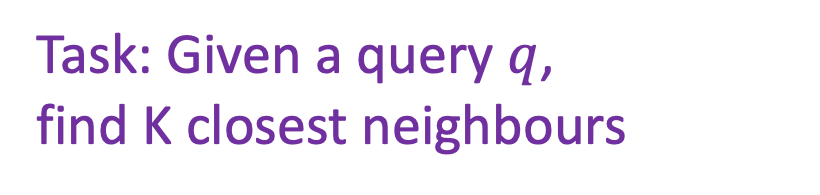 Task: Given a query q,
find K closest neighbours